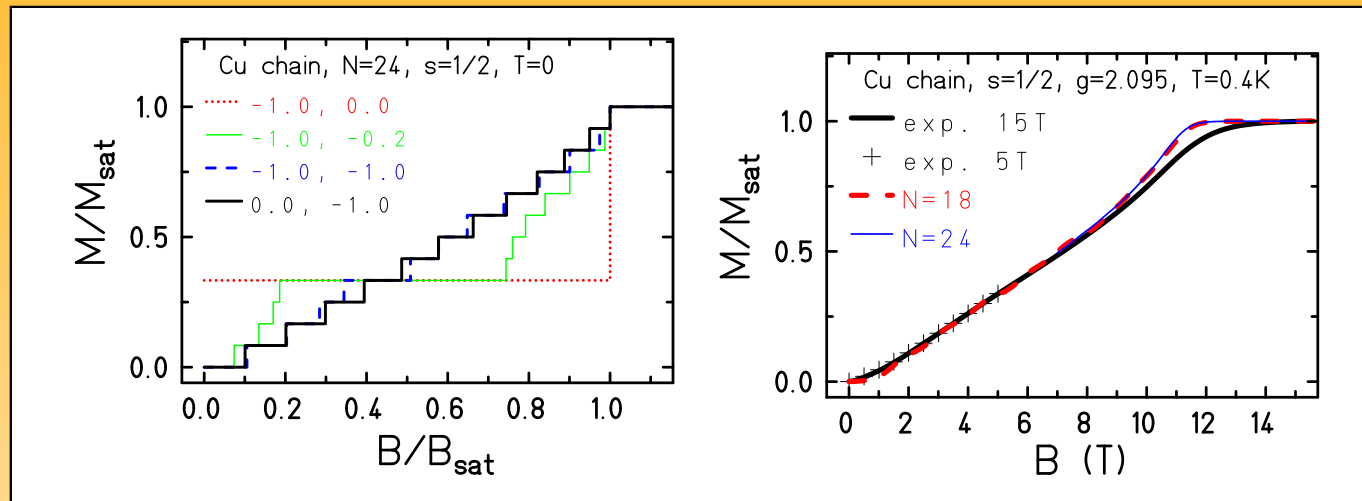 Cu chain, N=24, s=1/2, T=0
-1.0, 0.0
-1.0, -0.2
-1.0, -1.0
0.0, -1.0
M/Msat
1.0
0.5
0.0
0.0 0.2 0.4 0.6 0.8 1.0
B/Bsat
Cu chain, s=1/2, g=2.095, T=0.4K
exp. 15T
exp. 5T
N=18
N=24
M/Msat
1.0
0.5
0.0
0 2 4 6 8 10 12 14
B (T)